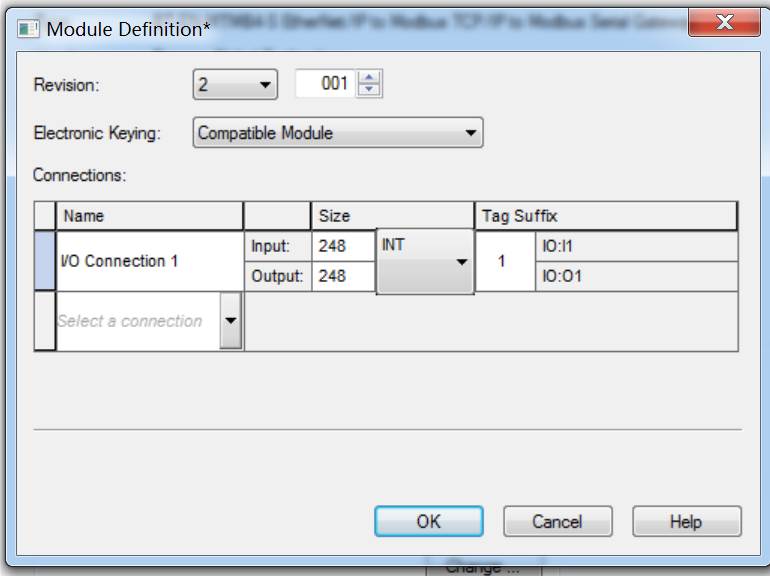 Module Definition*
Revision: 2 001
Electronic Keying: Compatible Module
Connections:
Name Size Tag Suffix
I/O Connection 1 Input: 248 INT 1 IO:I1
Output: 248 IO:O1
Select a connection
OK Cancel Help
Change ...